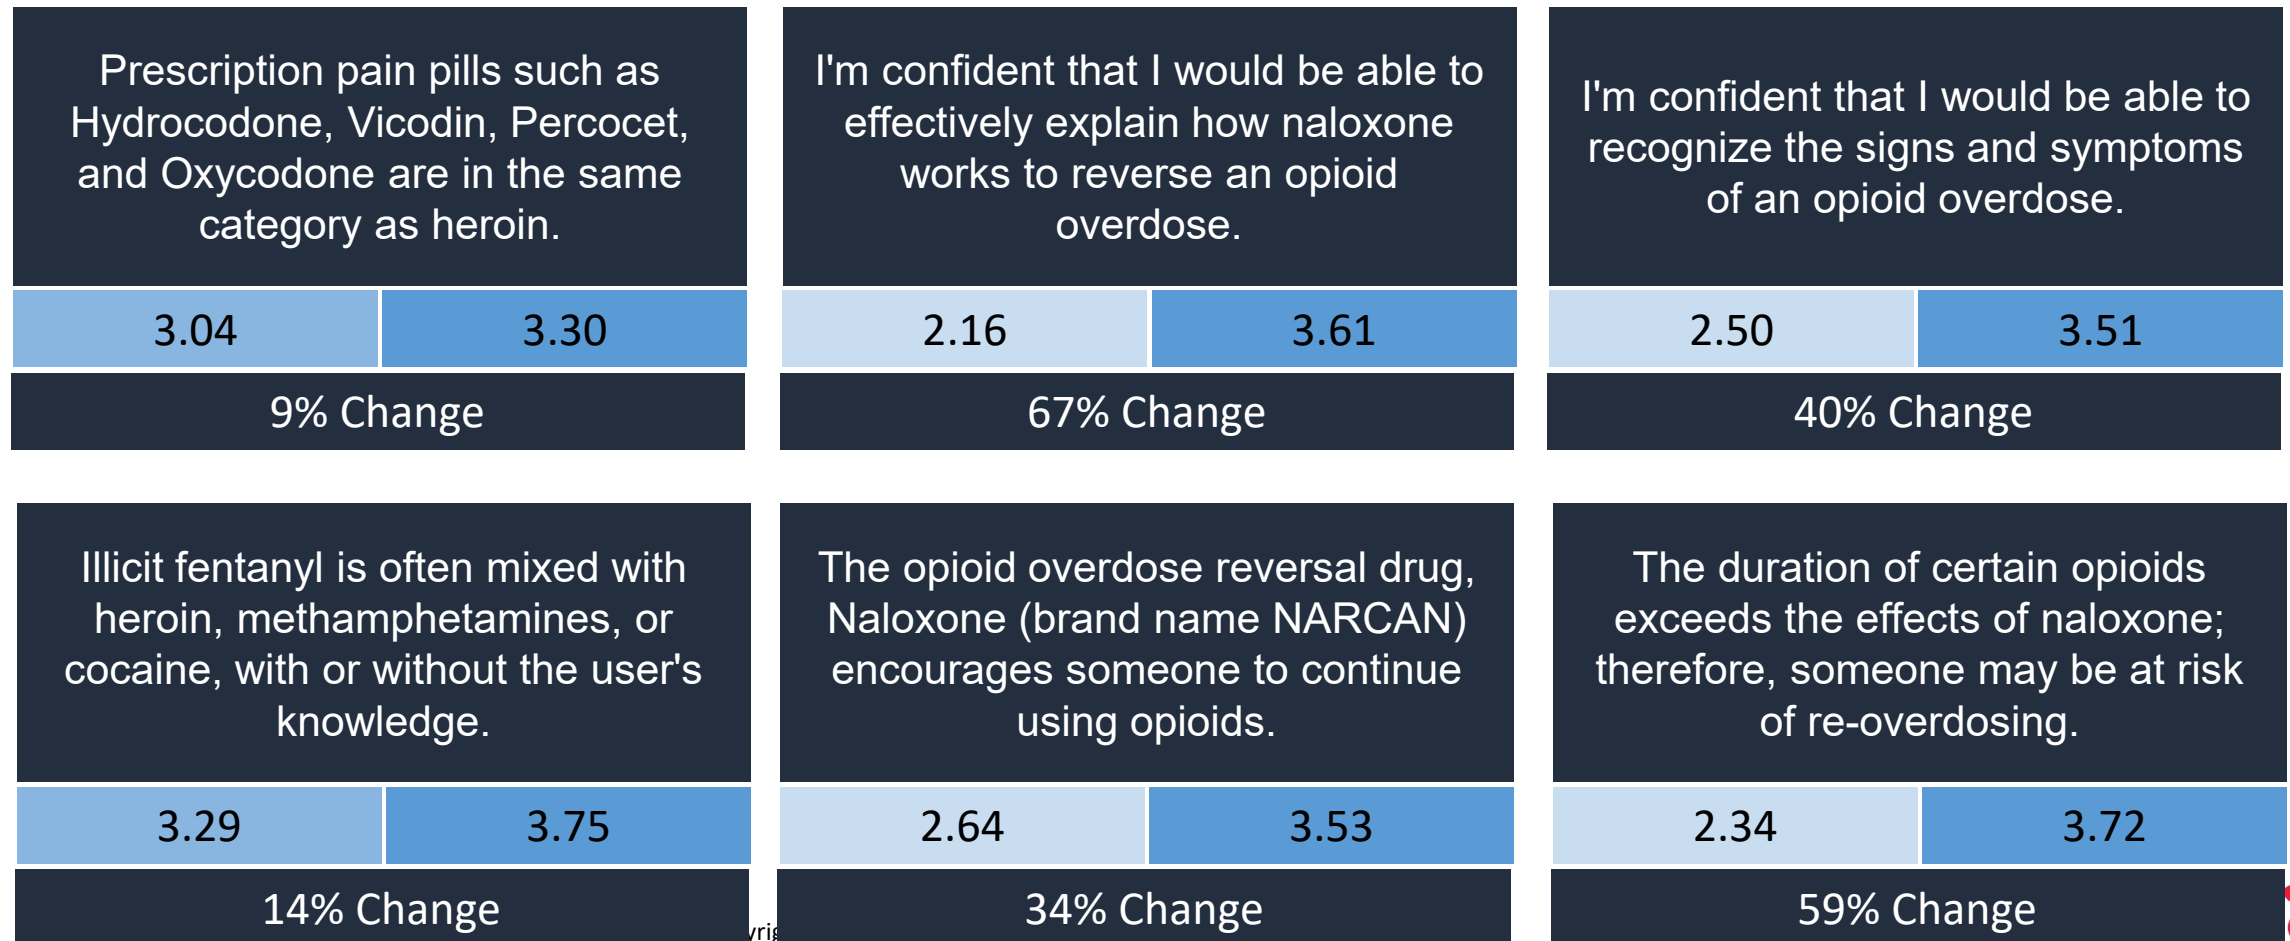 Prescription pain pills such as
Hydrocodone, Vicodin, Percocet,
and Oxycodone are in the same
category as heroin.
3.04 3.30
9% Change
I'm confident that I would be able to
effectively explain how naloxone
works to reverse an opioid
overdose.
2.16 3.61
67% Change
I'm confident that I would be able to
recognize the signs and symptoms
of an opioid overdose.
2.50 3.51
40% Change
Illicit fentanyl is often mixed with
heroin, methamphetamines, or
cocaine, with or without the user's
knowledge.
3.29 3.75
14% Change
The opioid overdose reversal drug,
Naloxone (brand name NARCAN)
encourages someone to continue
using opioids.
2.64 3.53
34% Change
The duration of certain opioids
exceeds the effects of naloxone;
therefore, someone may be at risk
of re-overdosing.
2.34 3.72
59% Change